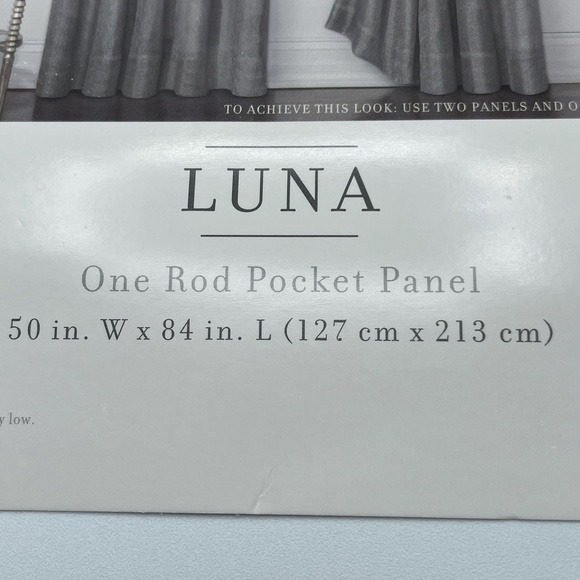 TO ACHIEVE THIS LOOK: USE TWO PANELS AND
LUNA
One Rod Pocket Panel
50 in. W x 84 in. L (127 cm x 213 cm)
low.